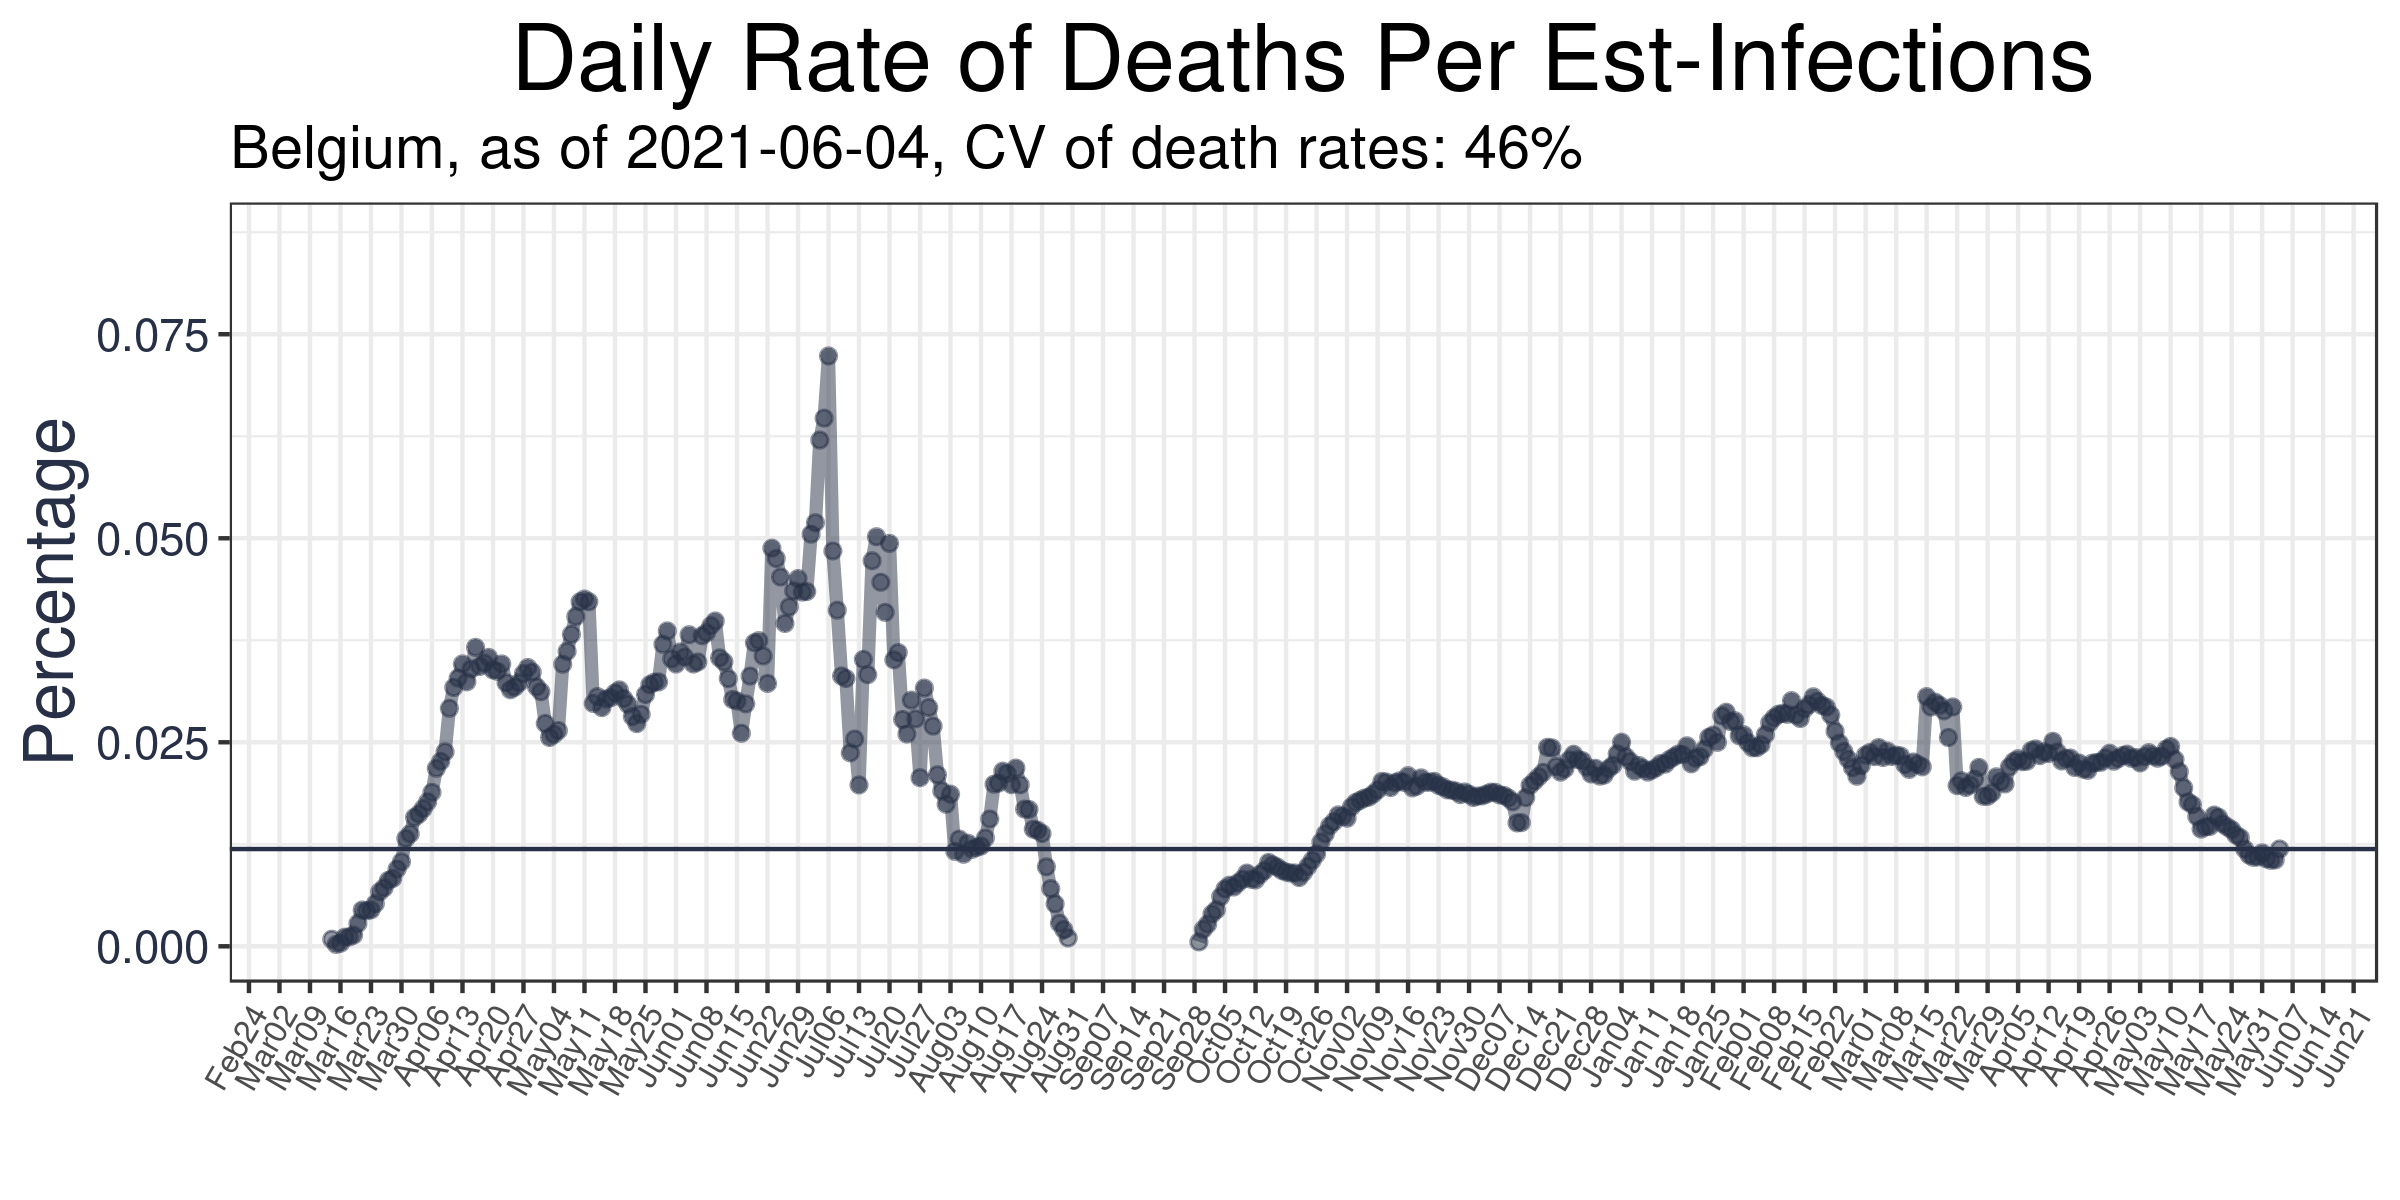 Daily Rate of Deaths Per Est-Infections
Belgium, as of 2021-06-04, CV of death rates: 46%
Percentage
0.075
0.050
0.025
0.000
Feb24
Mar02
Mar09
Mar16
Mar23
Mar30
Apr06
Apr13
Apr20
Apr27
May04
May11
May18
May25
Jun01
Jun08
Jun15
Jun22
Jun29
Jul06
Jul13
Jul20
Jul27
Aug03
Aug10
Aug17
Aug24
Aug31
Sep07
Sep14
Sep21
Sep28
Oct05
Oct12
Oct19
Oct26
Nov02
Nov09
Nov16
Nov23
Nov30
Dec07
Dec14
Dec21
Dec28
Jan04
Jan11
Jan18
Jan25
Feb01
Feb08
Feb15
Feb22
Mar01
Mar08
Mar15
Mar22
Mar29
Apr05
Apr12
Apr19
Apr26
May03
May10
May17
May24
May31
Jun07
Jun14
Jun21